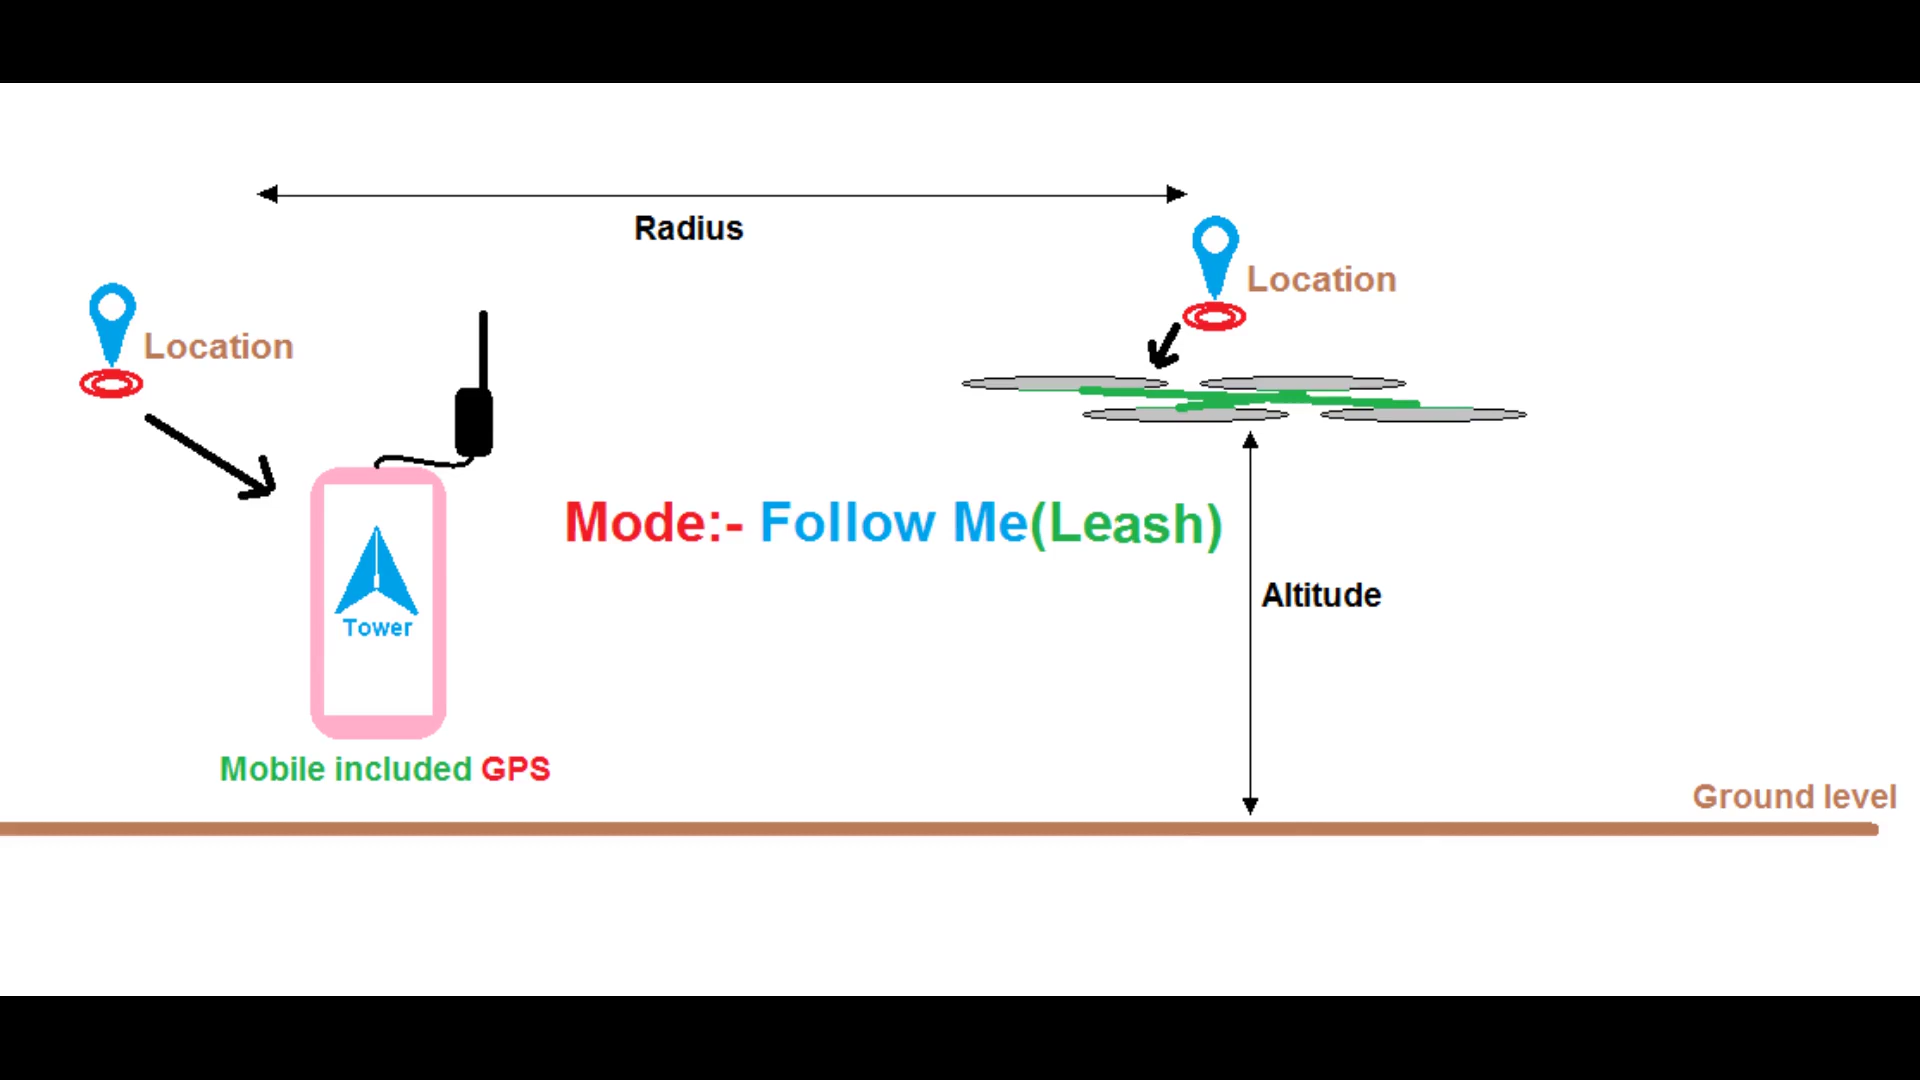 Radius
Location
Location
Mode:- Follow Me(Leash)
Altitude
Tower
Mobile included GPS
Ground level